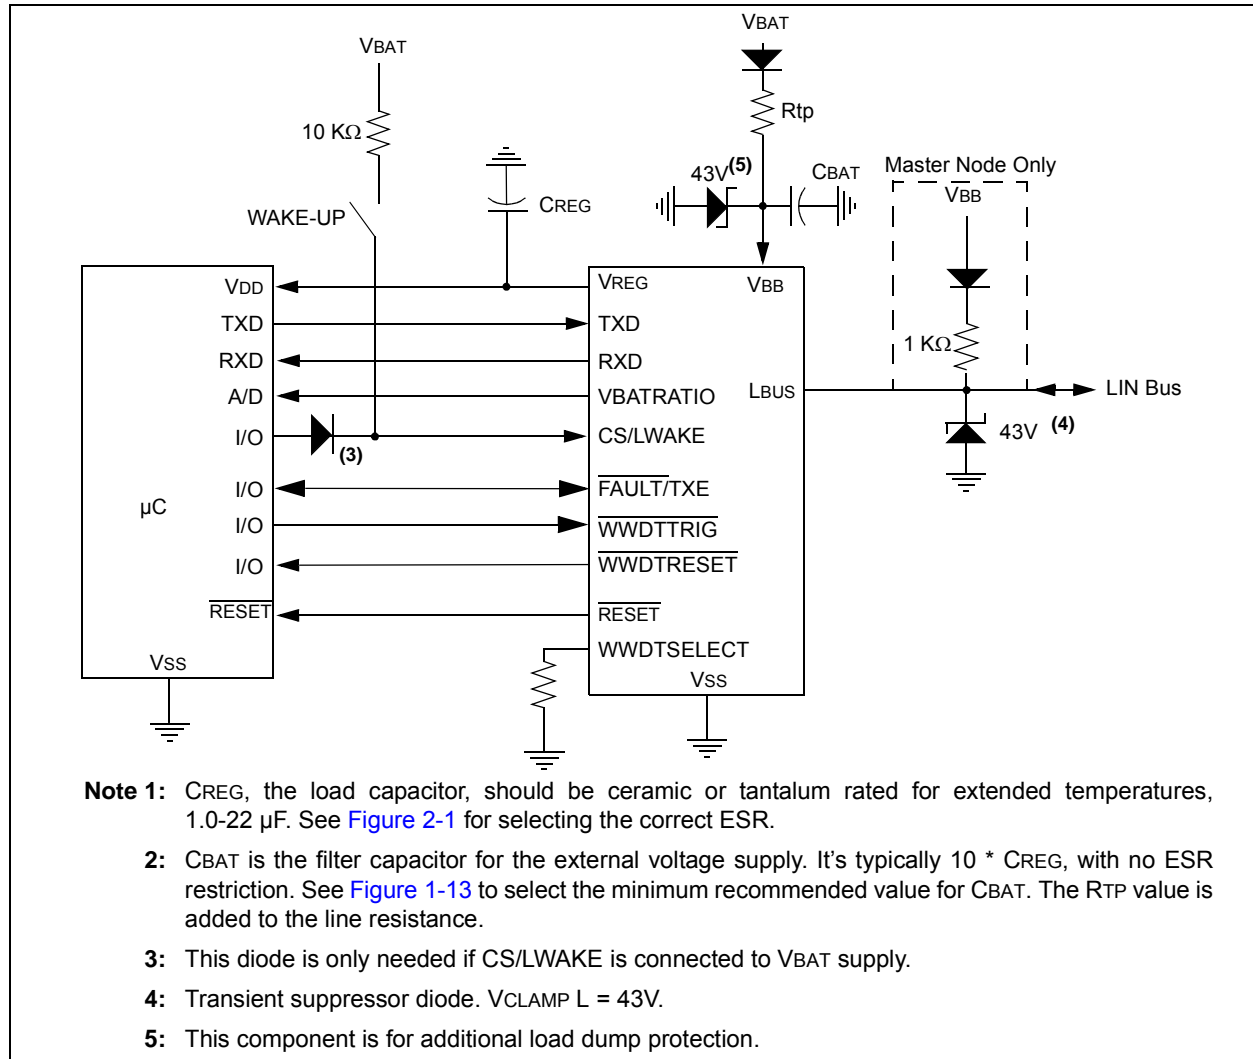 VBAT
VBAT
Rtp
10 KΩ
43V(5)
CBAT
Master Node Only
VBB
CREG
WAKE-UP
VDD
VREG
VBB
TXD
TXD
1 KΩ
RXD
RXD
A/D
VBATRATIO
LBUS
LIN Bus
I/O
(3)
CS/LWAKE
43V (4)
I/O
FAULT/TXE
µC
I/O
WWDTTRIG
I/O
WWDTRESET
RESET
RESET
WWDTSELECT
VSS
VSS
Note 1: CREG, the load capacitor, should be ceramic or tantalum rated for extended temperatures,
1.0-22 µF. See Figure 2-1 for selecting the correct ESR.
2: CBAT is the filter capacitor for the external voltage supply. It's typically 10 * CREG, with no ESR
restriction. See Figure 1-13 to select the minimum recommended value for CBAT. The RTP value is
added to the line resistance.
3: This diode is only needed if CS/LWAKE is connected to VBAT supply.
4: Transient suppressor diode. VCLAMP L = 43V.
5: This component is for additional load dump protection.